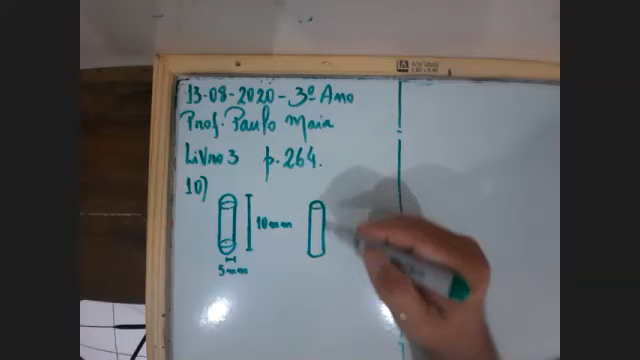 13-08-2020-3º Ano
Prof. Paulo Maia
Livro 3 p.264.
10)
10mm
5mm